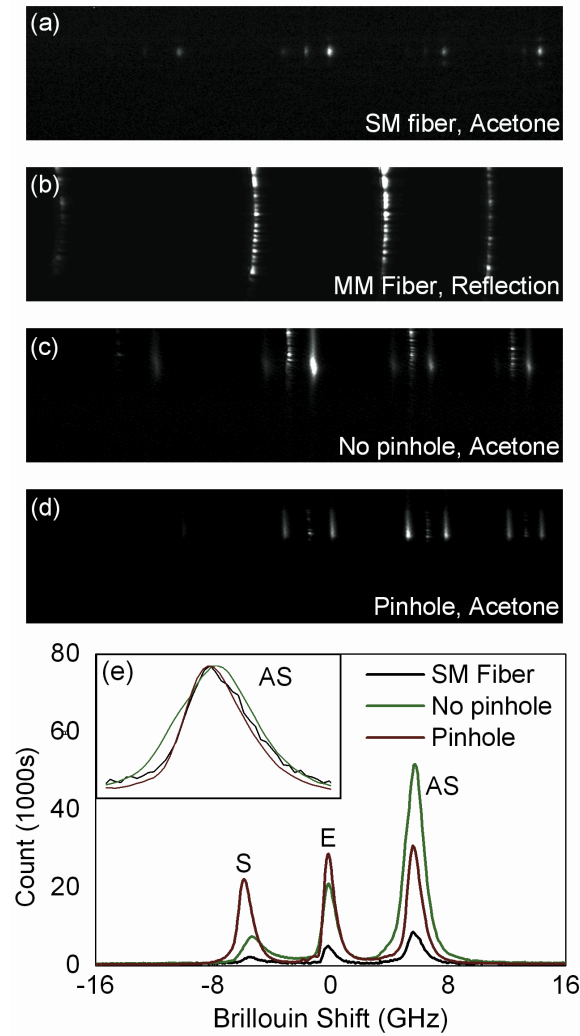 (a)
SM fiber, Acetone
(b)
MM Fiber, Reflection
(c)
No pinhole, Acetone
(d)
Pinhole, Acetone
(e)
AS
SM Fiber
No pinhole
Pinhole
S
E
AS
80
60
40
20
0
Count (1000s)
-16
-8
0
8
16
Brillouin Shift (GHz)